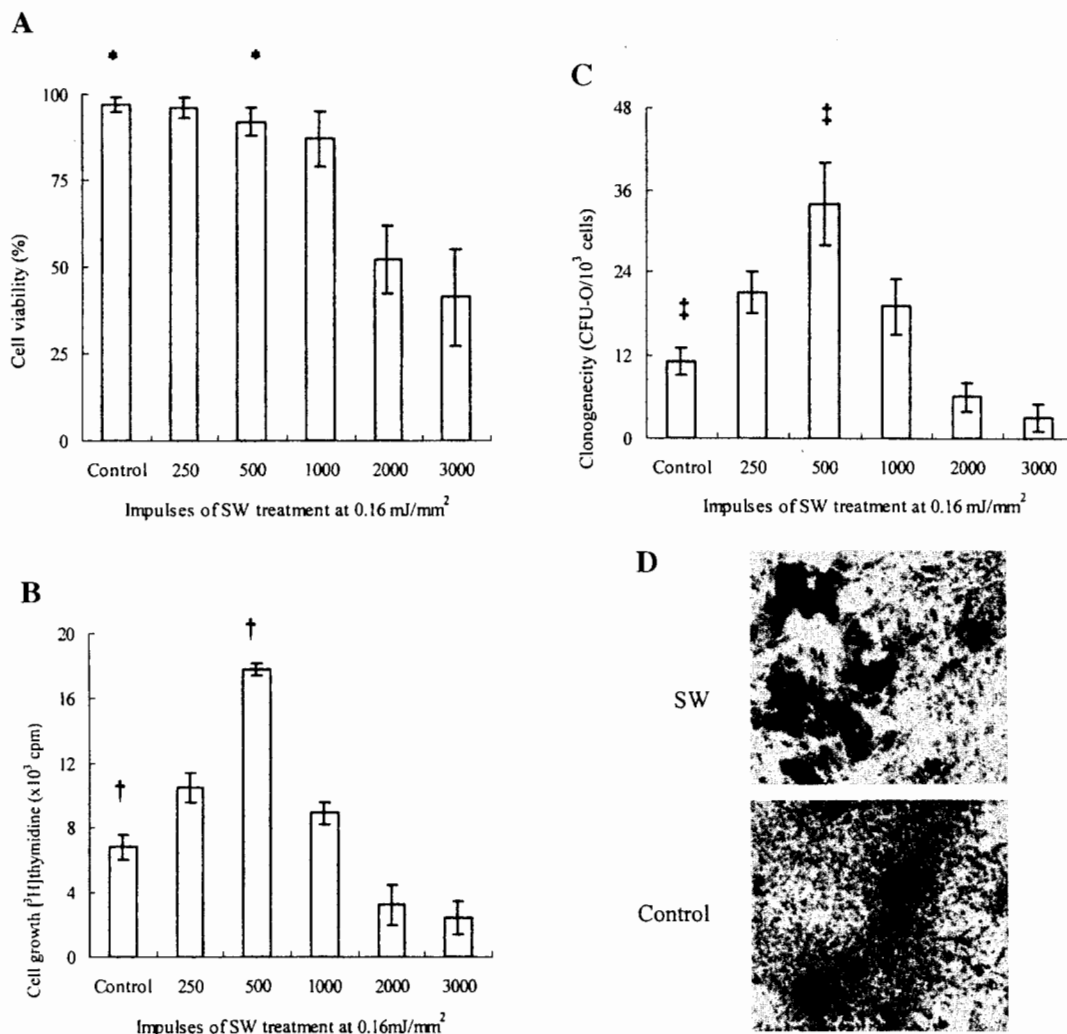 A
* *
100
75
50
25
0
Cell viability (%)
Control 250 500 1000 2000 3000
Impulses of SW treatment at 0.16 mJ/mm²
B
† †
20
16
12
8
4
0
Cell growth ([³H]thymidine (x10³ cpm)
Control 250 500 1000 2000 3000
Impulses of SW treatment at 0.16mJ/mm²
C
‡ ‡
48
36
24
12
0
Clonogenecity (CFU-O/10³ cells)
Control 250 500 1000 2000 3000
Impulses of SW treatment at 0.16 mJ/mm²
D
SW
Control